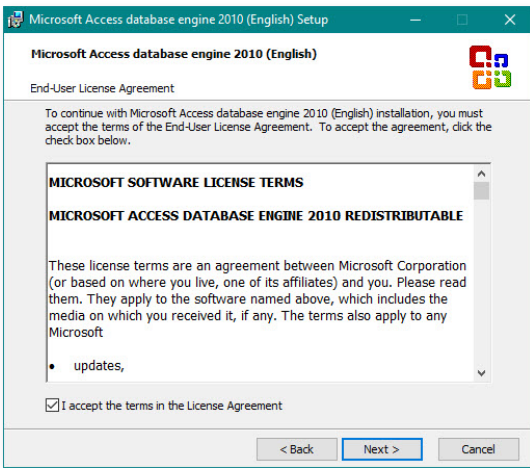 Microsoft Access database engine 2010 (English) Setup
Microsoft Access database engine 2010 (English)
End-User License Agreement
To continue with Microsoft Access database engine 2010 (English) installation, you must
accept the terms of the End-User License Agreement. To accept the agreement, click the
check box below.
MICROSOFT SOFTWARE LICENSE TERMS
MICROSOFT ACCESS DATABASE ENGINE 2010 REDISTRIBUTABLE
These license terms are an agreement between Microsoft Corporation
(or based on where you live, one of its affiliates) and you. Please read
them. They apply to the software named above, which includes the
media on which you received it, if any. The terms also apply to any
Microsoft
• updates,
I accept the terms in the License Agreement
< Back Next > Cancel